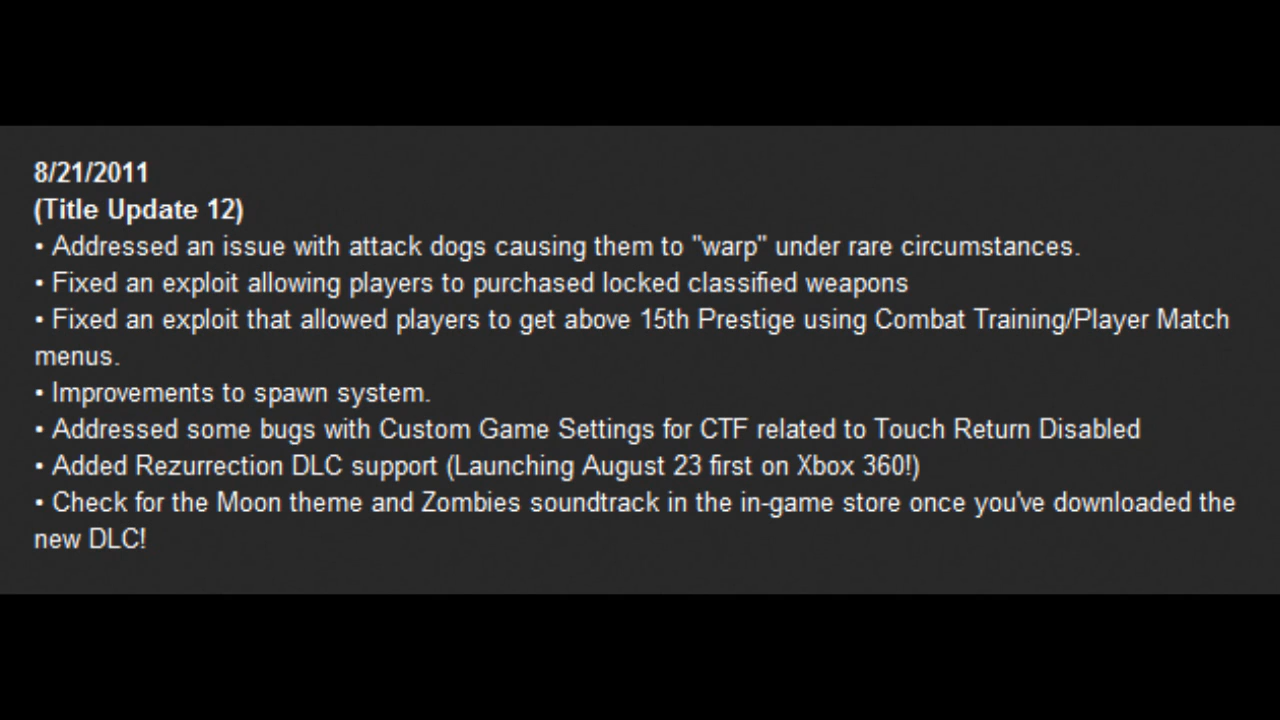 8/21/2011
(Title Update 12)
• Addressed an issue with attack dogs causing them to "warp" under rare circumstances.
• Fixed an exploit allowing players to purchased locked classified weapons
• Fixed an exploit that allowed players to get above 15th Prestige using Combat Training/Player Match
menus.
• Improvements to spawn system.
• Addressed some bugs with Custom Game Settings for CTF related to Touch Return Disabled
• Added Rezurrection DLC support (Launching August 23 first on Xbox 360!)
• Check for the Moon theme and Zombies soundtrack in the in-game store once you've downloaded the
new DLC!